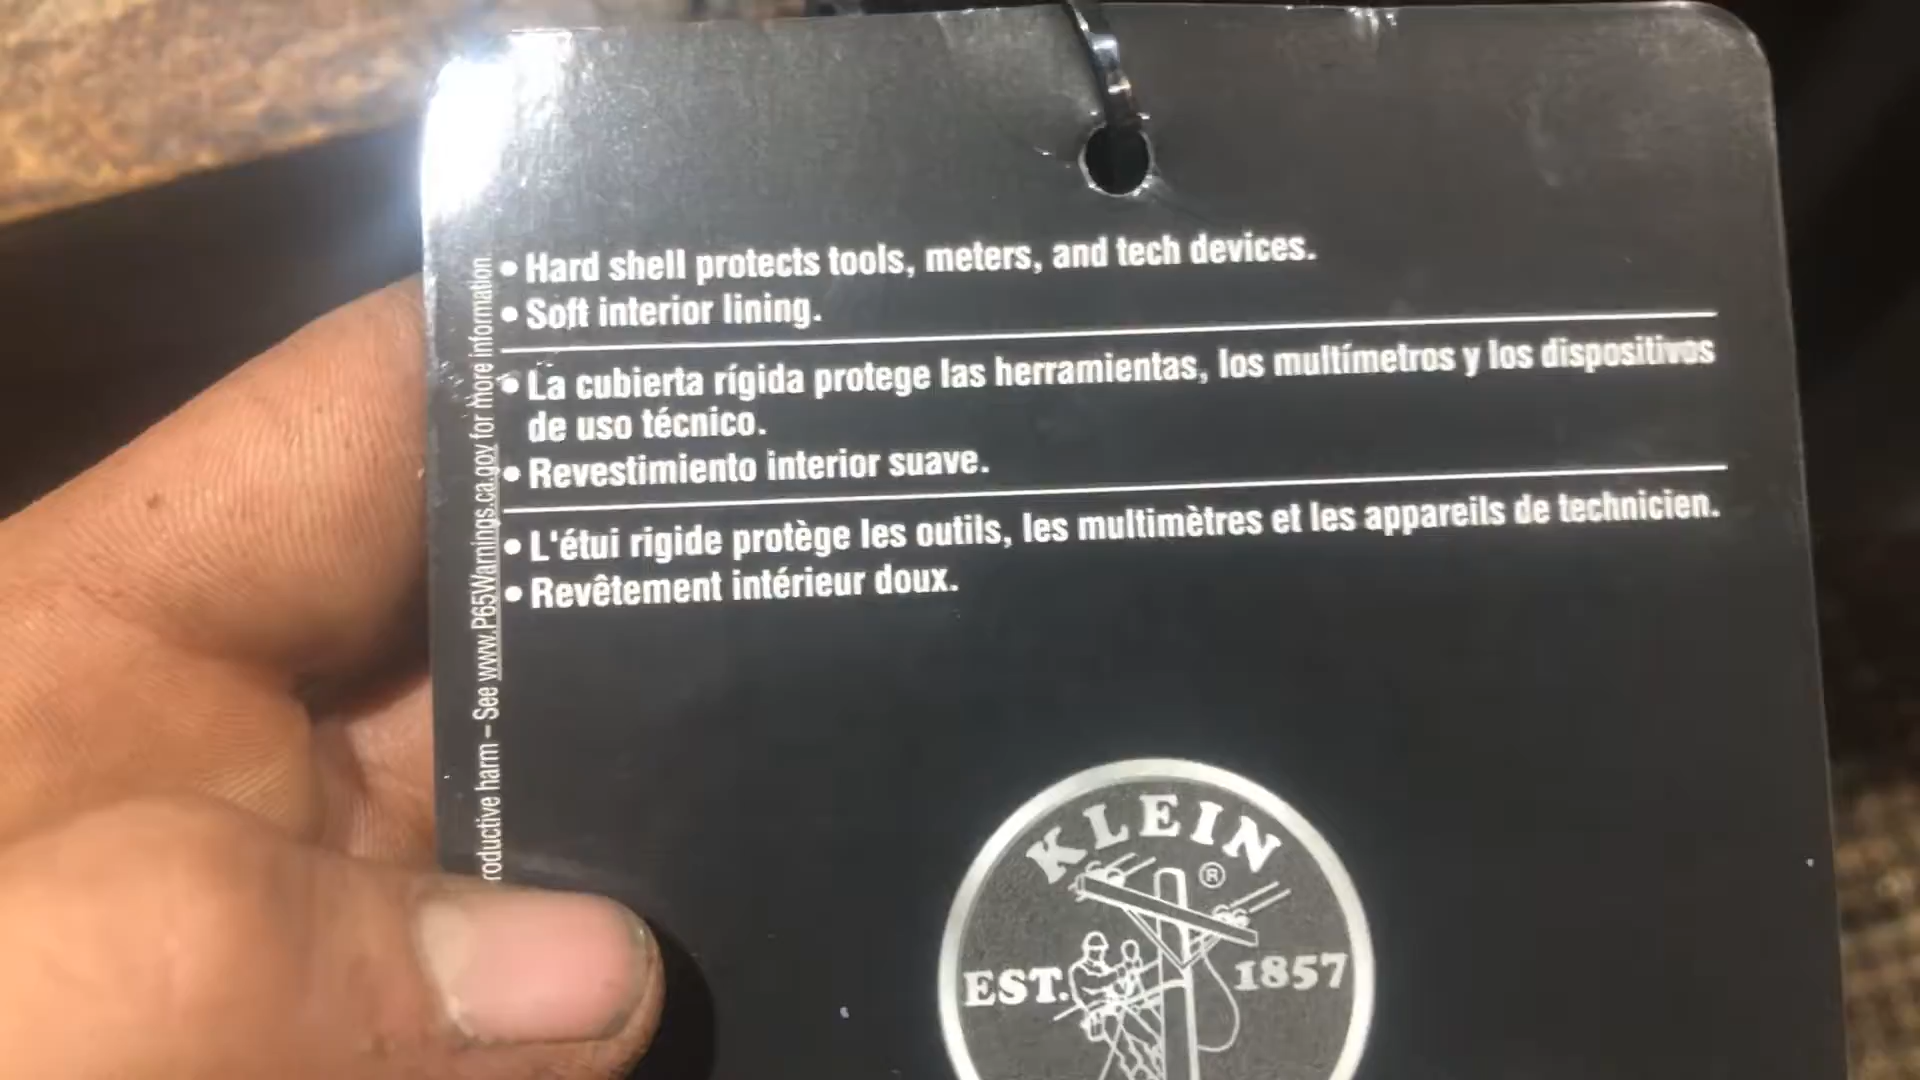 • Hard shell protects tools, meters, and tech devices.
• Soft interior lining.
• La cubierta rígida protege las herramientas, los multímetros y los dispositivos
de uso técnico.
• Revestimiento interior suave.
• L'étui rigide protège les outils, les multimètres et les appareils de technicien.
• Revêtement intérieur doux.
roductive harm – See www.P65Warnings.ca.gov for more information.
KLEIN
®
EST. 1857